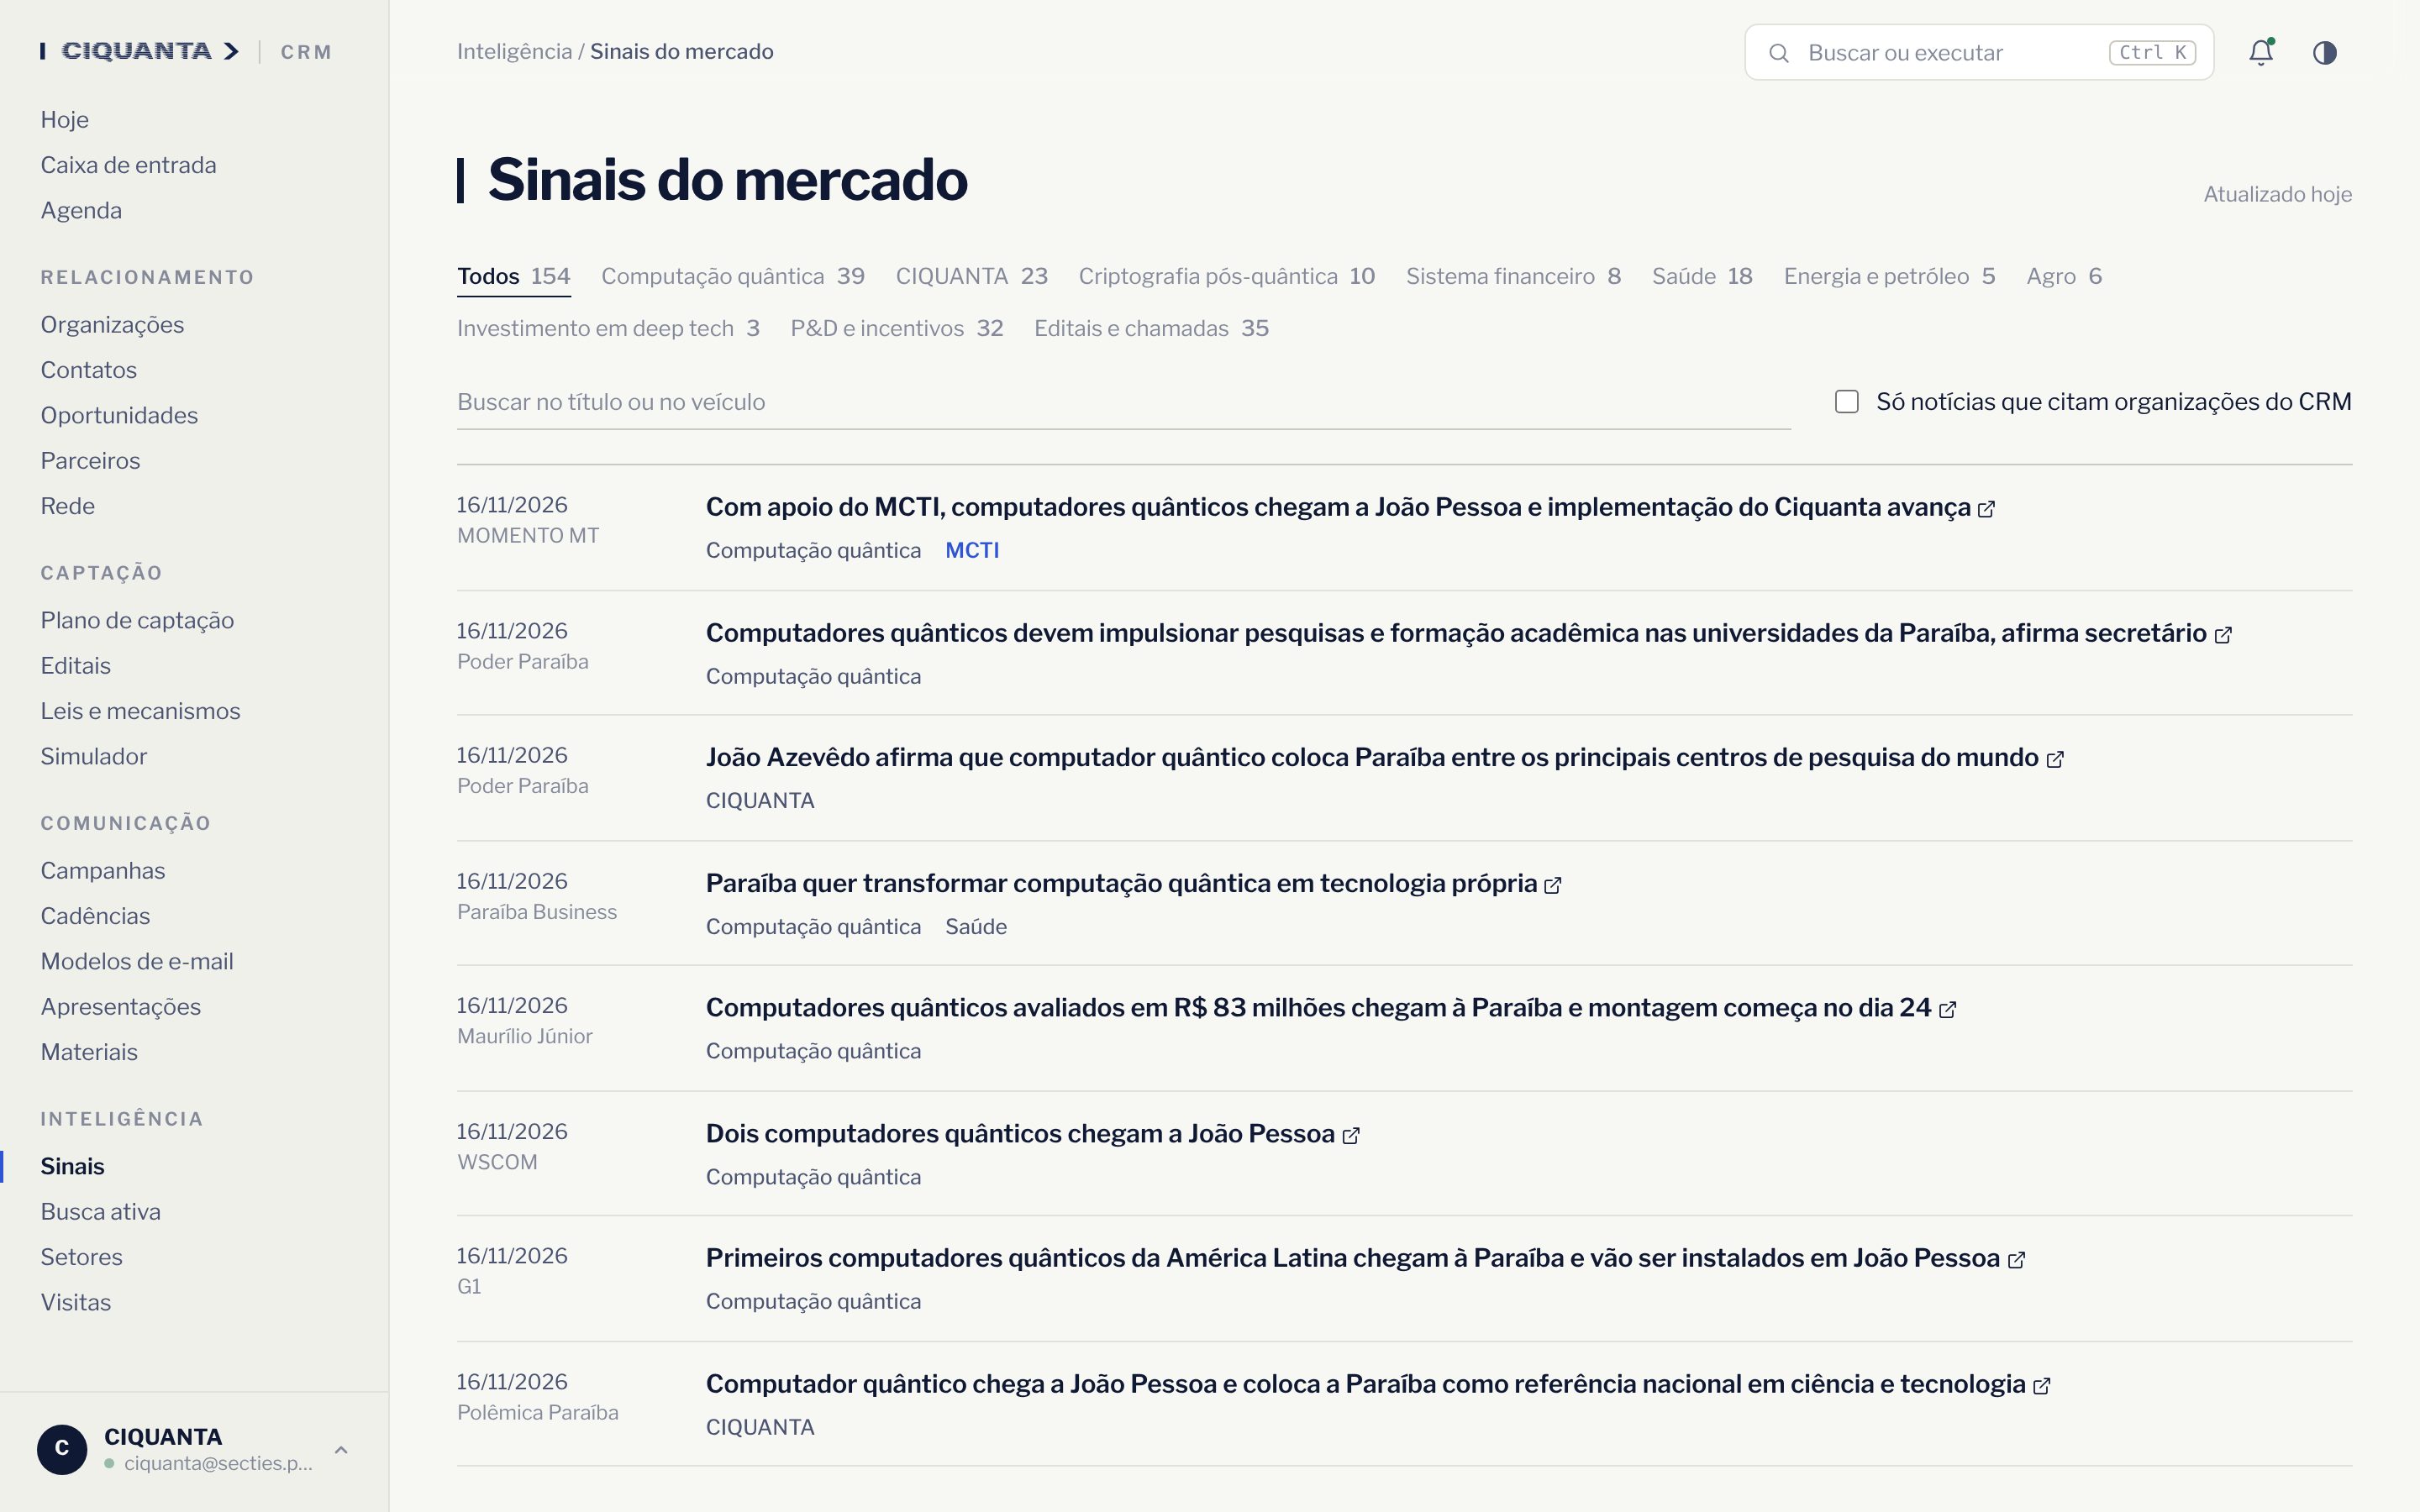 CIQUANTA CRM
Hoje
Caixa de entrada
Agenda
RELACIONAMENTO
Organizações
Contatos
Oportunidades
Parceiros
Rede
CAPTAÇÃO
Plano de captação
Editais
Leis e mecanismos
Simulador
COMUNICAÇÃO
Campanhas
Cadências
Modelos de e-mail
Apresentações
Materiais
INTELIGÊNCIA
Sinais
Busca ativa
Setores
Visitas
C
CIQUANTA
ciquanta@secties.p...
Inteligência / Sinais do mercado
Buscar ou executar Ctrl K
Sinais do mercado
Atualizado hoje
Todos 154 Computação quântica 39 CIQUANTA 23 Criptografia pós-quântica 10 Sistema financeiro 8 Saúde 18 Energia e petróleo 5 Agro 6
Investimento em deep tech 3 P&D e incentivos 32 Editais e chamadas 35
Buscar no título ou no veículo
Só notícias que citam organizações do CRM
16/11/2026
MOMENTO MT
Com apoio do MCTI, computadores quânticos chegam a João Pessoa e implementação do Ciquanta avança
Computação quântica MCTI
16/11/2026
Poder Paraíba
Computadores quânticos devem impulsionar pesquisas e formação acadêmica nas universidades da Paraíba, afirma secretário
Computação quântica
16/11/2026
Poder Paraíba
João Azevêdo afirma que computador quântico coloca Paraíba entre os principais centros de pesquisa do mundo
CIQUANTA
16/11/2026
Paraíba Business
Paraíba quer transformar computação quântica em tecnologia própria
Computação quântica Saúde
16/11/2026
Maurílio Júnior
Computadores quânticos avaliados em R$ 83 milhões chegam à Paraíba e montagem começa no dia 24
Computação quântica
16/11/2026
WSCOM
Dois computadores quânticos chegam a João Pessoa
Computação quântica
16/11/2026
G1
Primeiros computadores quânticos da América Latina chegam à Paraíba e vão ser instalados em João Pessoa
Computação quântica
16/11/2026
Polêmica Paraíba
Computador quântico chega a João Pessoa e coloca a Paraíba como referência nacional em ciência e tecnologia
CIQUANTA